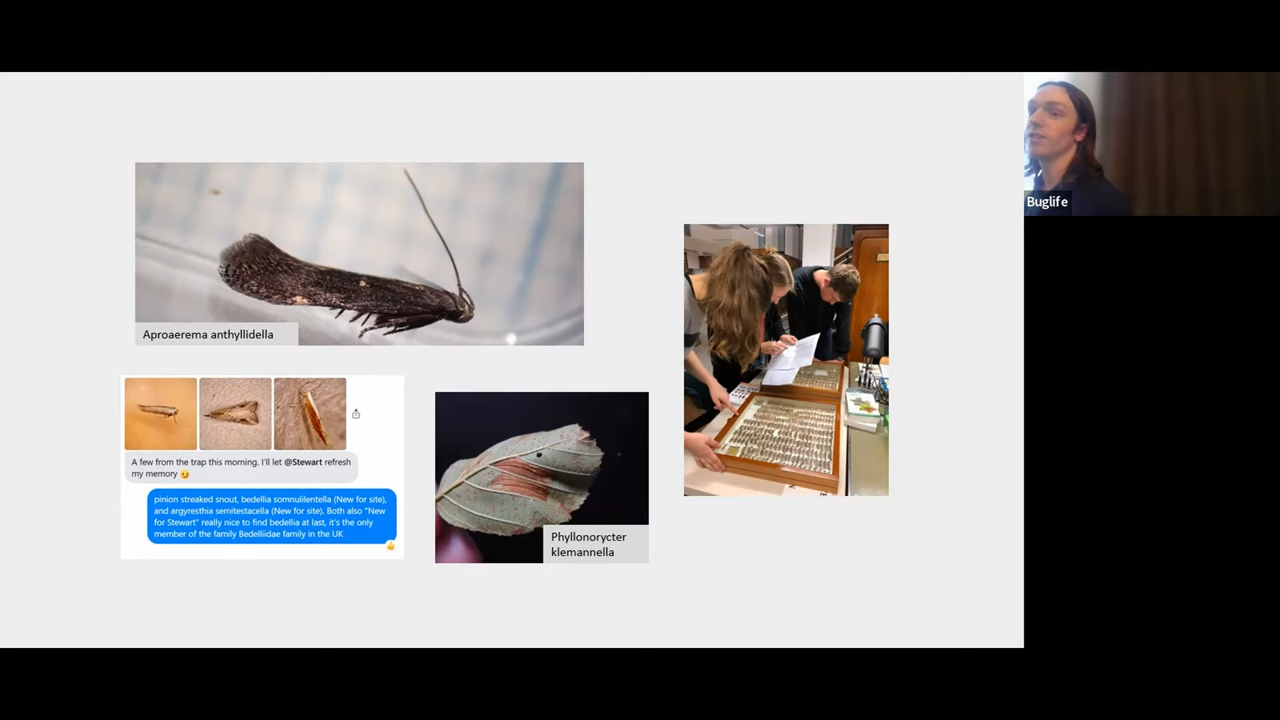 Buglife
Aproaerema anthyllidella
A few from the trap this morning. I'll let @Stewart refresh
my memory 😏
pinion streaked snout, bedellia somnulilentella (New for site),
and argyresthia semitestacella (New for site). Both also "New
for Stewart" really nice to find bedellia at last, it's the only
member of the family Bedelliidae family in the UK
Phyllonorycter
klemannella